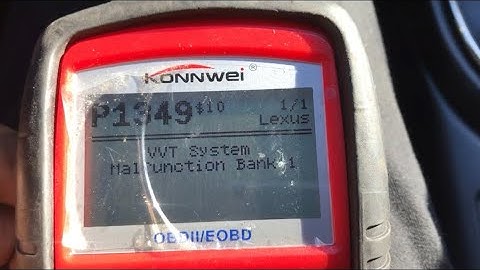 KONNWEI®
P1349$10 1/1
Lexus
VVT System
Malfunction Bank 1
OBDII/EOBD